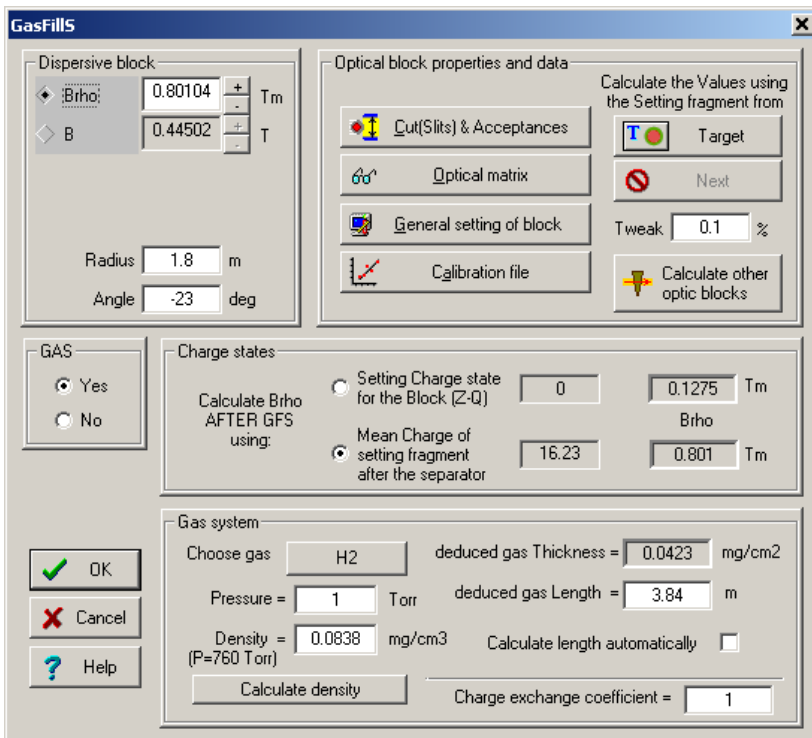 GasFillS
Dispersive block
Brho
0.80104
+
-
Tm
B
0.44502
+
-
T
Radius
1.8
m
Angle
-23
deg
Optical block properties and data
Cut(Slits) & Acceptances
Optical matrix
General setting of block
Calibration file
Calculate the Values using
the Setting fragment from
T
Target
Next
Tweak
0.1
%
Calculate other
optic blocks
GAS
Yes
No
Charge states
Calculate Brho
AFTER GFS
using:
Setting Charge state
for the Block (Z-Q)
0
0.1275
Tm
Brho
Mean Charge of
setting fragment
after the separator
16.23
0.801
Tm
OK
Cancel
? Help
Gas system
Choose gas
H2
Pressure =
1
Torr
Density =
(P=760 Torr)
0.0838
mg/cm3
Calculate density
deduced gas Thickness =
0.0423
mg/cm2
deduced gas Length =
3.84
m
Calculate length automatically
Charge exchange coefficient =
1